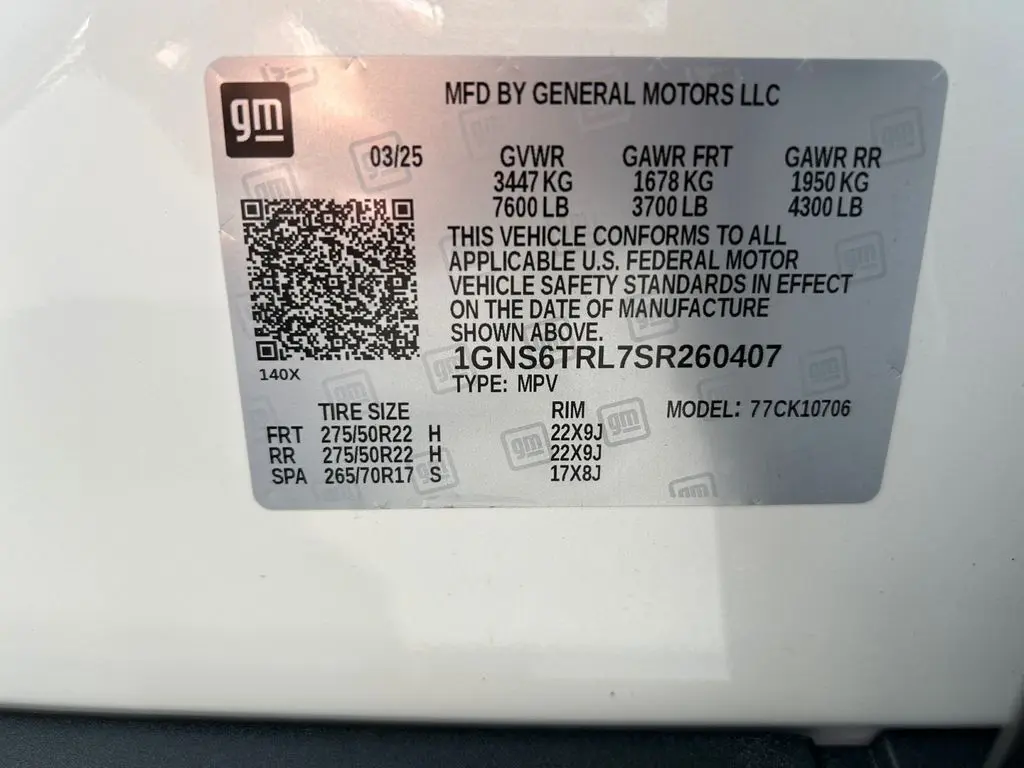 gm
MFD BY GENERAL MOTORS LLC
03/25 GVWR GAWR FRT GAWR RR
3447 KG 1678 KG 1950 KG
7600 LB 3700 LB 4300 LB
THIS VEHICLE CONFORMS TO ALL
APPLICABLE U.S. FEDERAL MOTOR
VEHICLE SAFETY STANDARDS IN EFFECT
ON THE DATE OF MANUFACTURE
SHOWN ABOVE.
1GNS6TRL7SR260407
140X
TYPE: MPV
TIRE SIZE RIM MODEL: 77CK10706
FRT 275/50R22 H 22X9J
RR 275/50R22 H 22X9J
SPA 265/70R17 S 17X8J